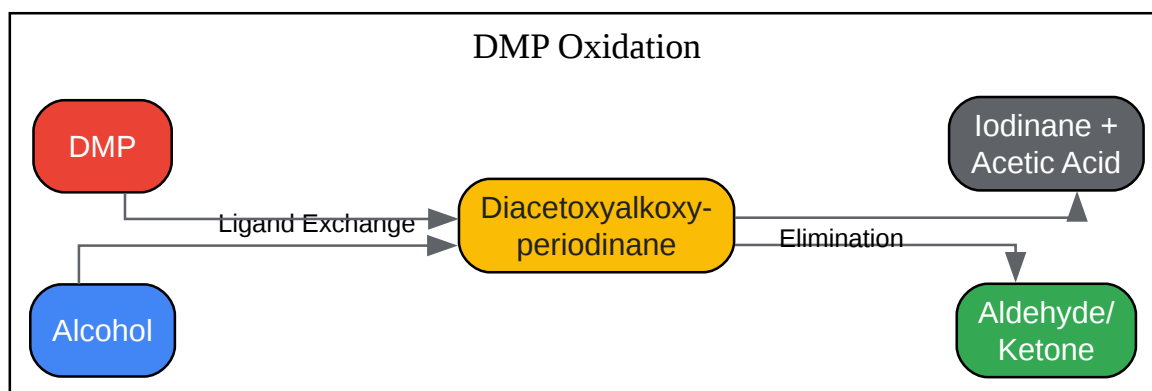 DMP Oxidation
DMP
Iodinane +
Acetic Acid
Ligand Exchange
Diacetoxyalkoxy-
periodinane
Elimination
Alcohol
Aldehyde/
Ketone